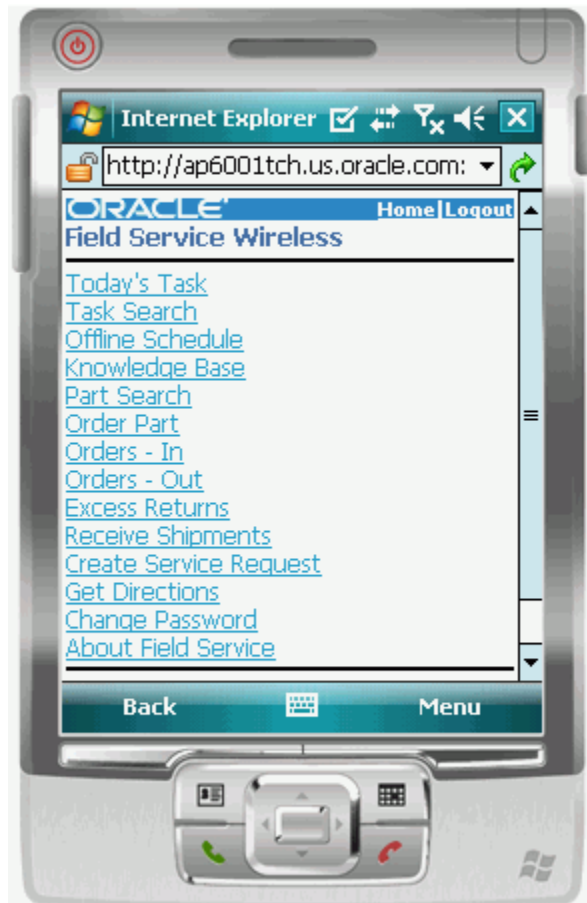 Internet Explorer
http://ap6001tch.us.oracle.com:
ORACLE® Home|Logout
Field Service Wireless
Today's Task
Task Search
Offline Schedule
Knowledge Base
Part Search
Order Part
Orders - In
Orders - Out
Excess Returns
Receive Shipments
Create Service Request
Get Directions
Change Password
About Field Service
Back Menu